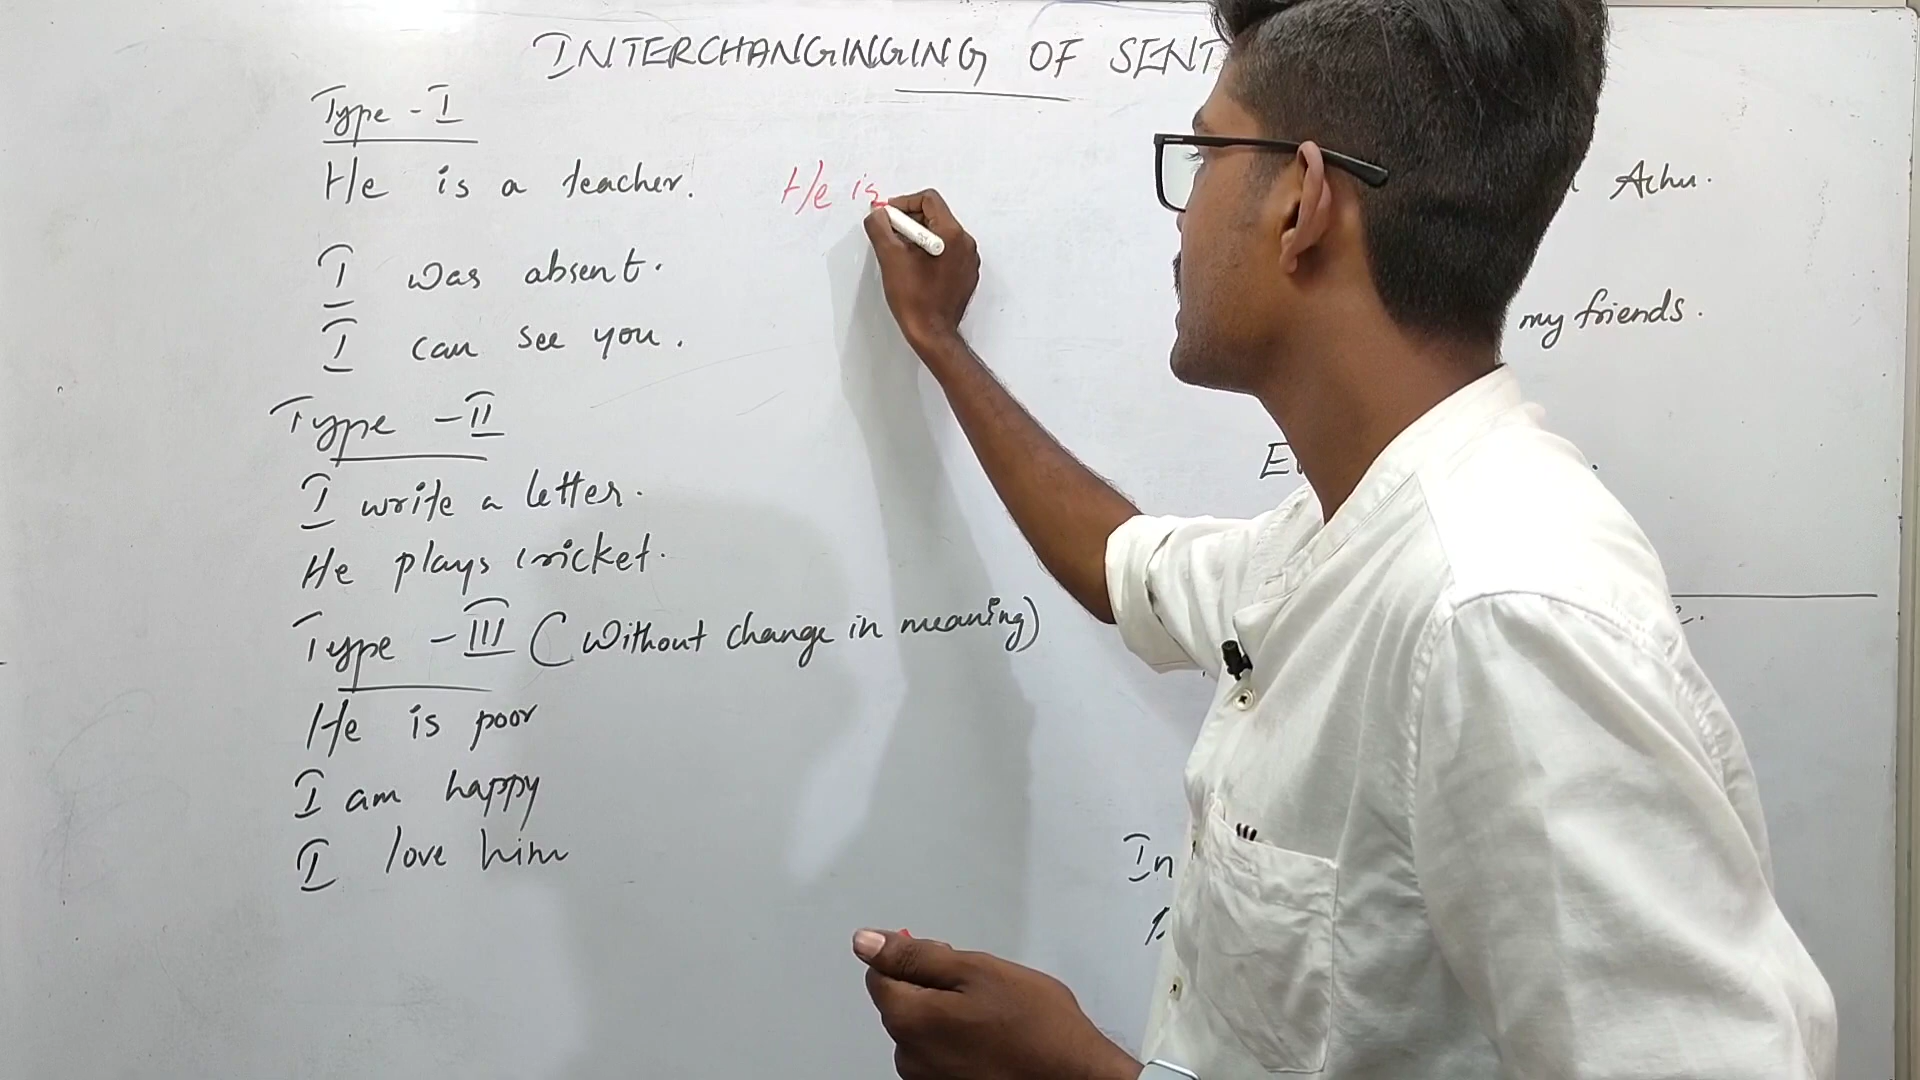 INTERCHANGINGING OF SENT
Type - I
He is a teacher. He is
Achu.
I was absent.
I can see you.
my friends.
Type - II
I write a letter.
He plays cricket.
Type - III (Without change in meaning)
He is poor
I am happy
I love him
In